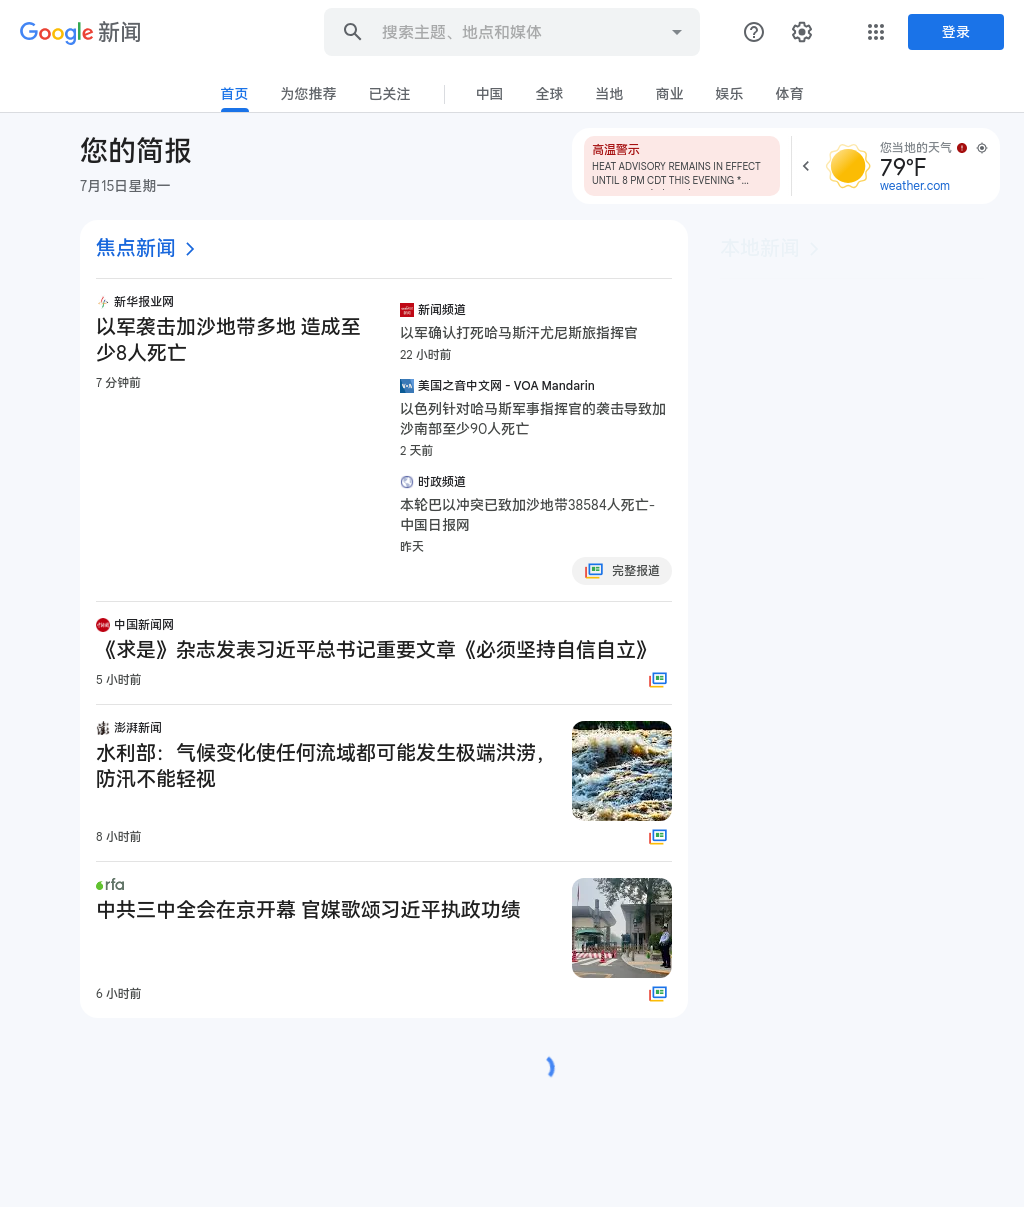 Google 新闻
搜索主题、地点和媒体
登录
首页
为您推荐
已关注
中国
全球
当地
商业
娱乐
体育
您的简报
7月15日星期一
高温警示
HEAT ADVISORY REMAINS IN EFFECT
UNTIL 8 PM CDT THIS EVENING *...
您当地的天气
79°F
weather.com
焦点新闻
本地新闻
新华报业网
以军袭击加沙地带多地 造成至
少8人死亡
7 分钟前
新闻频道
以军确认打死哈马斯汗尤尼斯旅指挥官
22 小时前
VOA
美国之音中文网 - VOA Mandarin
以色列针对哈马斯军事指挥官的袭击导致加
沙南部至少90人死亡
2 天前
时政频道
本轮巴以冲突已致加沙地带38584人死亡-
中国日报网
昨天
完整报道
中国新闻网
《求是》杂志发表习近平总书记重要文章《必须坚持自信自立》
5 小时前
澎湃新闻
水利部：气候变化使任何流域都可能发生极端洪涝，
防汛不能轻视
8 小时前
rfa
中共三中全会在京开幕 官媒歌颂习近平执政功绩
6 小时前